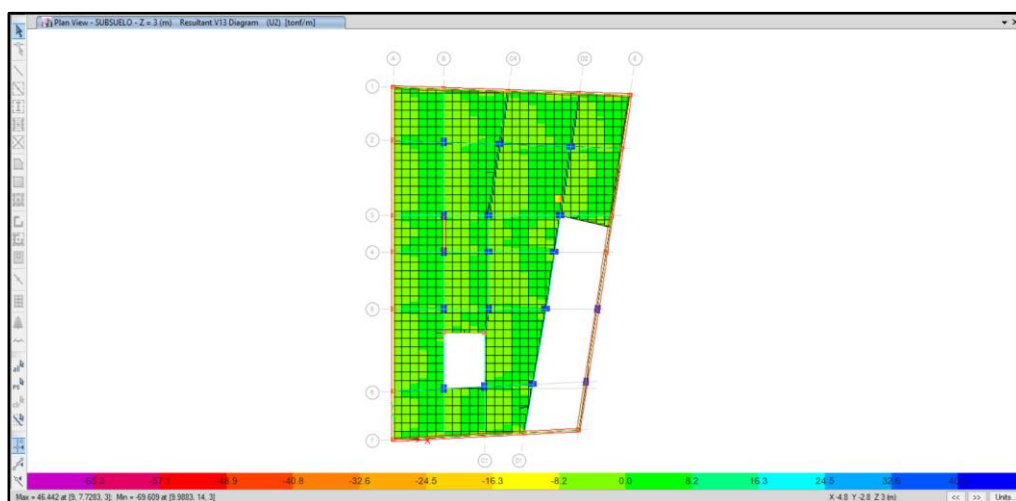 Plan View - SUBSUELO - Z = 3 (m) Resultant V13 Diagram (U2) [tonf/m]
A B C4 D2 E
1
2
3
4
5
6
7
C1 D1
-65.3 -57.1 -48.9 -40.8 -32.6 -24.5 -16.3 -8.2 0.0 8.2 16.3 24.5 32.6
Max = 46.442 at [9, 7.7283, 3]; Min = -69.609 at [9.9883, 14, 3] X -4.8 Y -2.8 Z 3 (m) << >> Units...